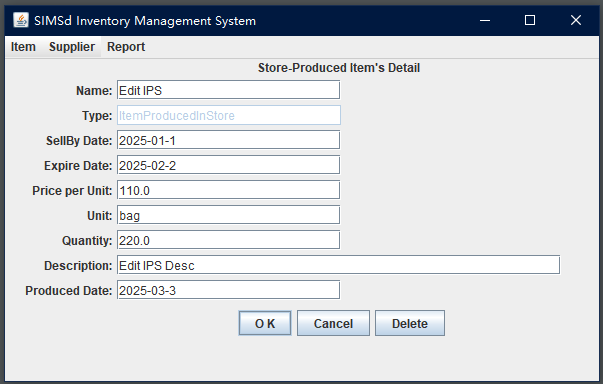 SIMSd Inventory Management System
Item Supplier Report
Store-Produced Item's Detail
Name: Edit IPS
Type: ItemProducedInStore
SellBy Date: 2025-01-1
Expire Date: 2025-02-2
Price per Unit: 110.0
Unit: bag
Quantity: 220.0
Description: Edit IPS Desc
Produced Date: 2025-03-3
O K Cancel Delete